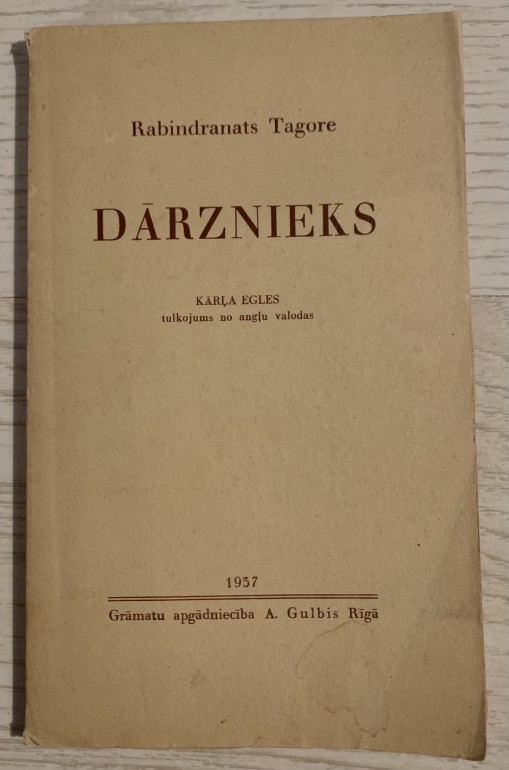 Rabindranats Tagore
DĀRZNIEKS
KĀRĻA EGLES
tulkojums no angļu valodas
1937
Grāmatu apgādniecība A. Gulbis Rīgā